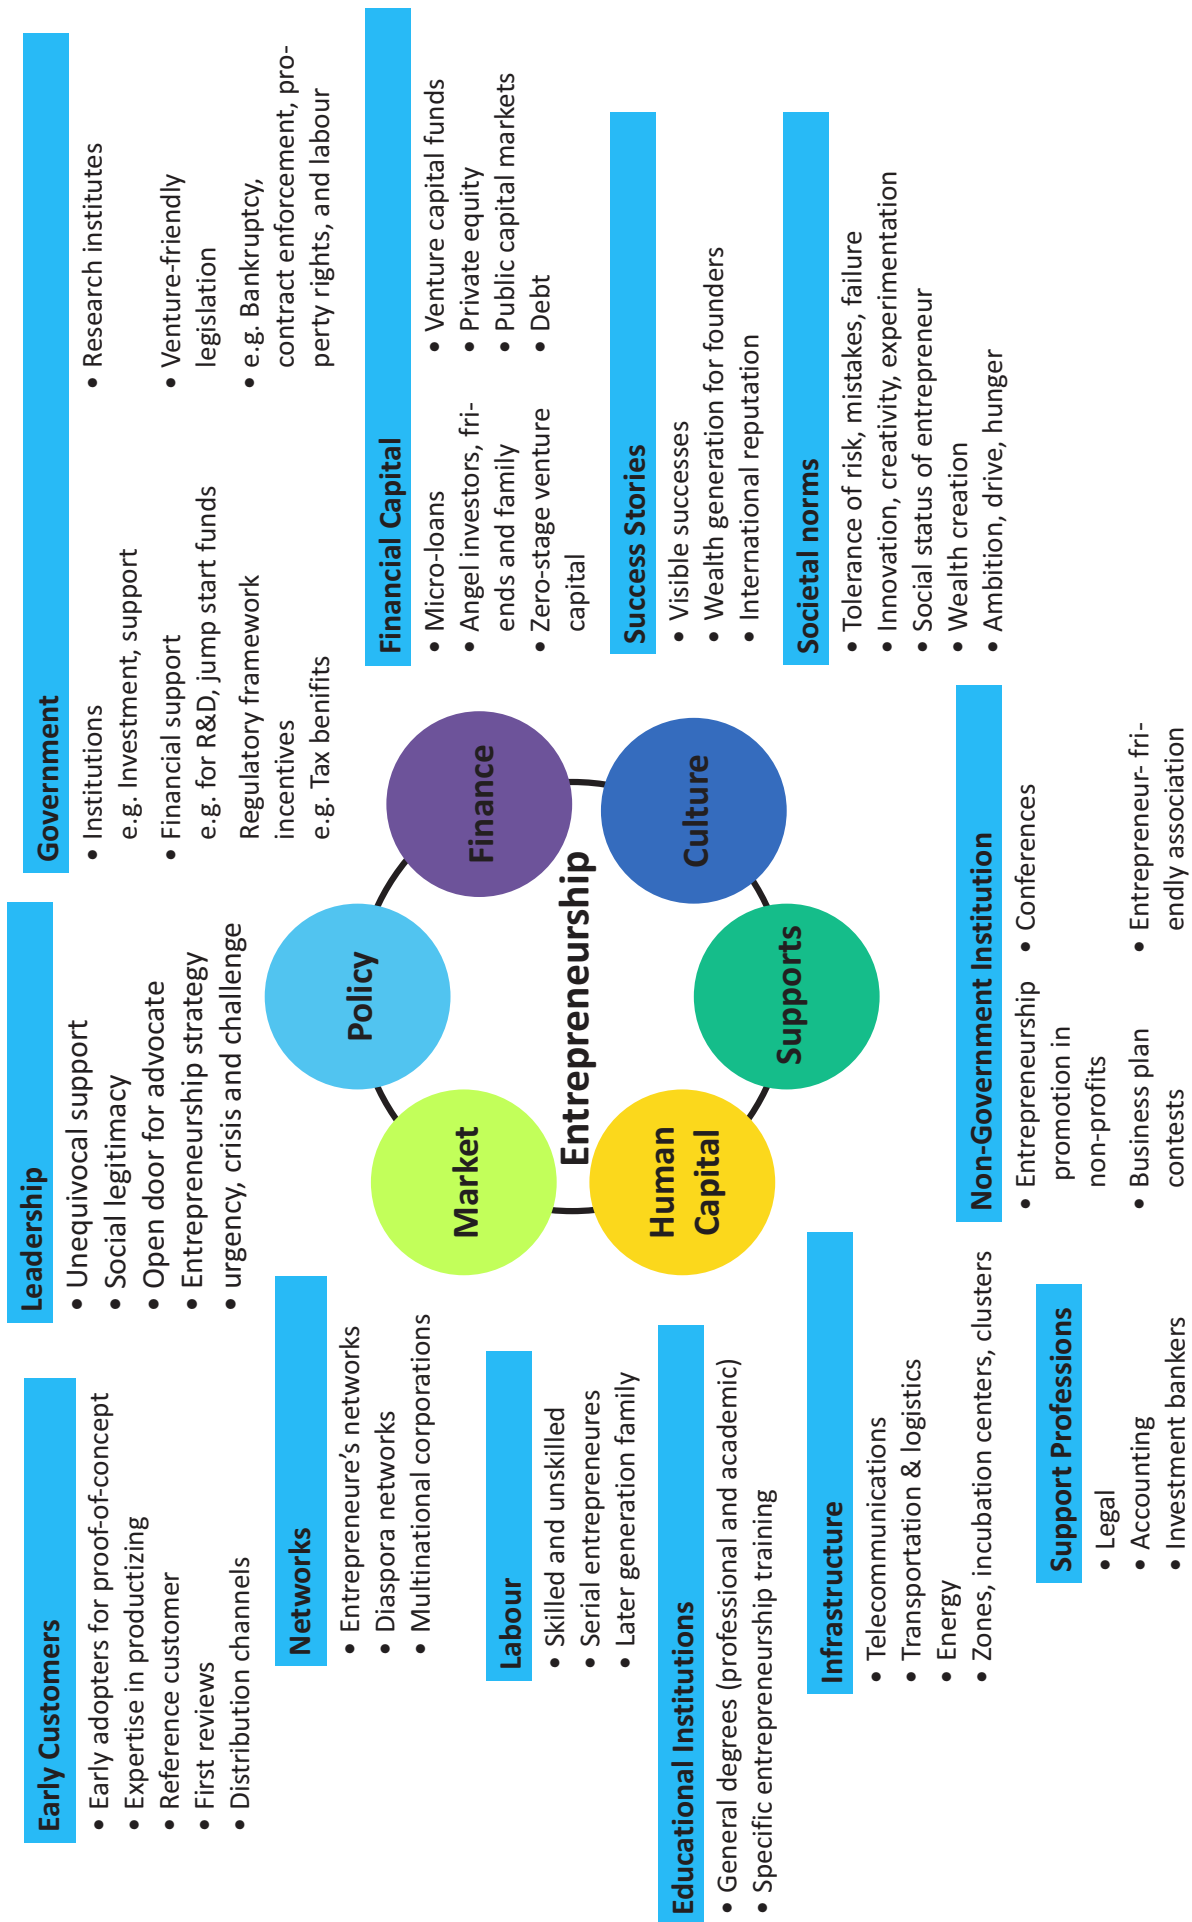 Early Customers
• Early adopters for proof-of-concept
• Expertise in productizing
• Reference customer
• First reviews
• Distribution channels
Leadership
• Unequivocal support
• Social legitimacy
• Open door for advocate
• Entrepreneurship strategy
• urgency, crisis and challenge
Government
• Institutions
e.g. Investment, support
• Financial support
e.g. for R&D, jump start funds
Regulatory framework
incentives
e.g. Tax benifits
• Research institutes
• Venture-friendly
legislation
• e.g. Bankruptcy,
contract enforcement, pro-
perty rights, and labour
Networks
• Entrepreneure's networks
• Diaspora networks
• Multinational corporations
Labour
• Skilled and unskilled
• Serial entrepreneures
• Later generation family
Educational Institutions
• General degrees (professional and academic)
• Specific entrepreneurship training
Policy
Market
Finance
Entrepreneurship
Human
Capital
Culture
Supports
Financial Capital
• Micro-loans
• Angel investors, fri-
ends and family
• Zero-stage venture
capital
• Venture capital funds
• Private equity
• Public capital markets
• Debt
Success Stories
• Visible successes
• Wealth generation for founders
• International reputation
Societal norms
• Tolerance of risk, mistakes, failure
• Innovation, creativity, experimentation
• Social status of entrepreneur
• Wealth creation
• Ambition, drive, hunger
Infrastructure
• Telecommunications
• Transportation & logistics
• Energy
• Zones, incubation centers, clusters
Support Professions
• Legal
• Accounting
• Investment bankers
Non-Government Institution
• Entrepreneurship
promotion in
non-profits
• Business plan
contests
• Conferences
• Entrepreneur- fri-
endly association